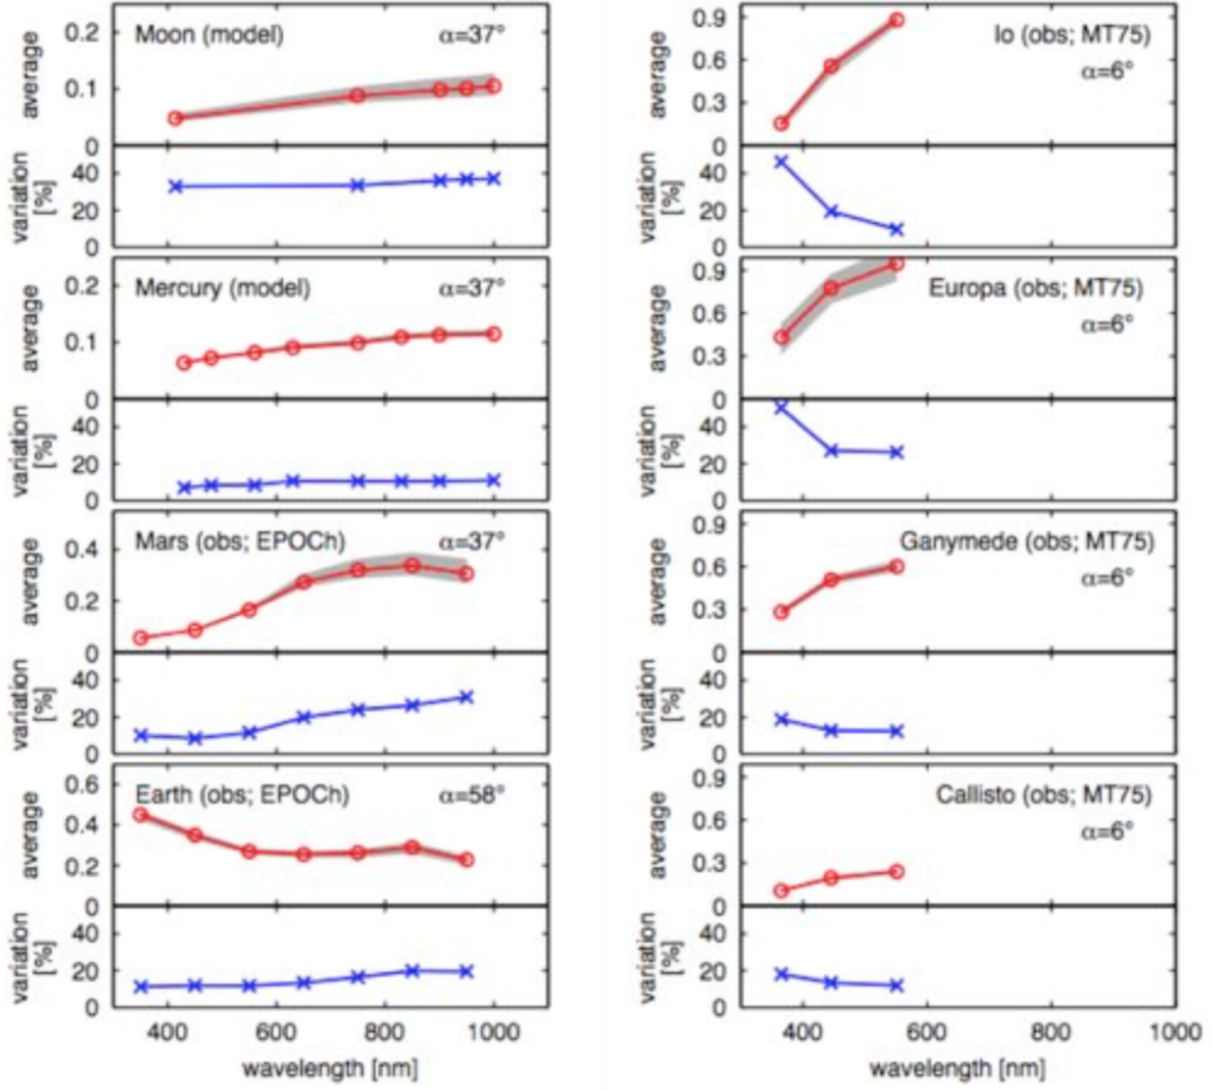 Moon (model) α=37°
average
0.2
0.1
0
variation
[%]
40
20
0
Mercury (model) α=37°
average
0.2
0.1
0
variation
[%]
40
20
0
Mars (obs; EPOCh) α=37°
average
0.4
0.2
0
variation
[%]
40
20
0
Earth (obs; EPOCh) α=58°
average
0.6
0.4
0.2
0
variation
[%]
40
20
0
400 600 800 1000
wavelength [nm]
Io (obs; MT75)
α=6°
average
0.9
0.6
0.3
0
variation
[%]
40
20
0
Europa (obs; MT75)
α=6°
average
0.9
0.6
0.3
0
variation
[%]
40
20
0
Ganymede (obs; MT75)
α=6°
average
0.9
0.6
0.3
0
variation
[%]
40
20
0
Callisto (obs; MT75)
α=6°
average
0.9
0.6
0.3
0
variation
[%]
40
20
0
400 600 800 1000
wavelength [nm]